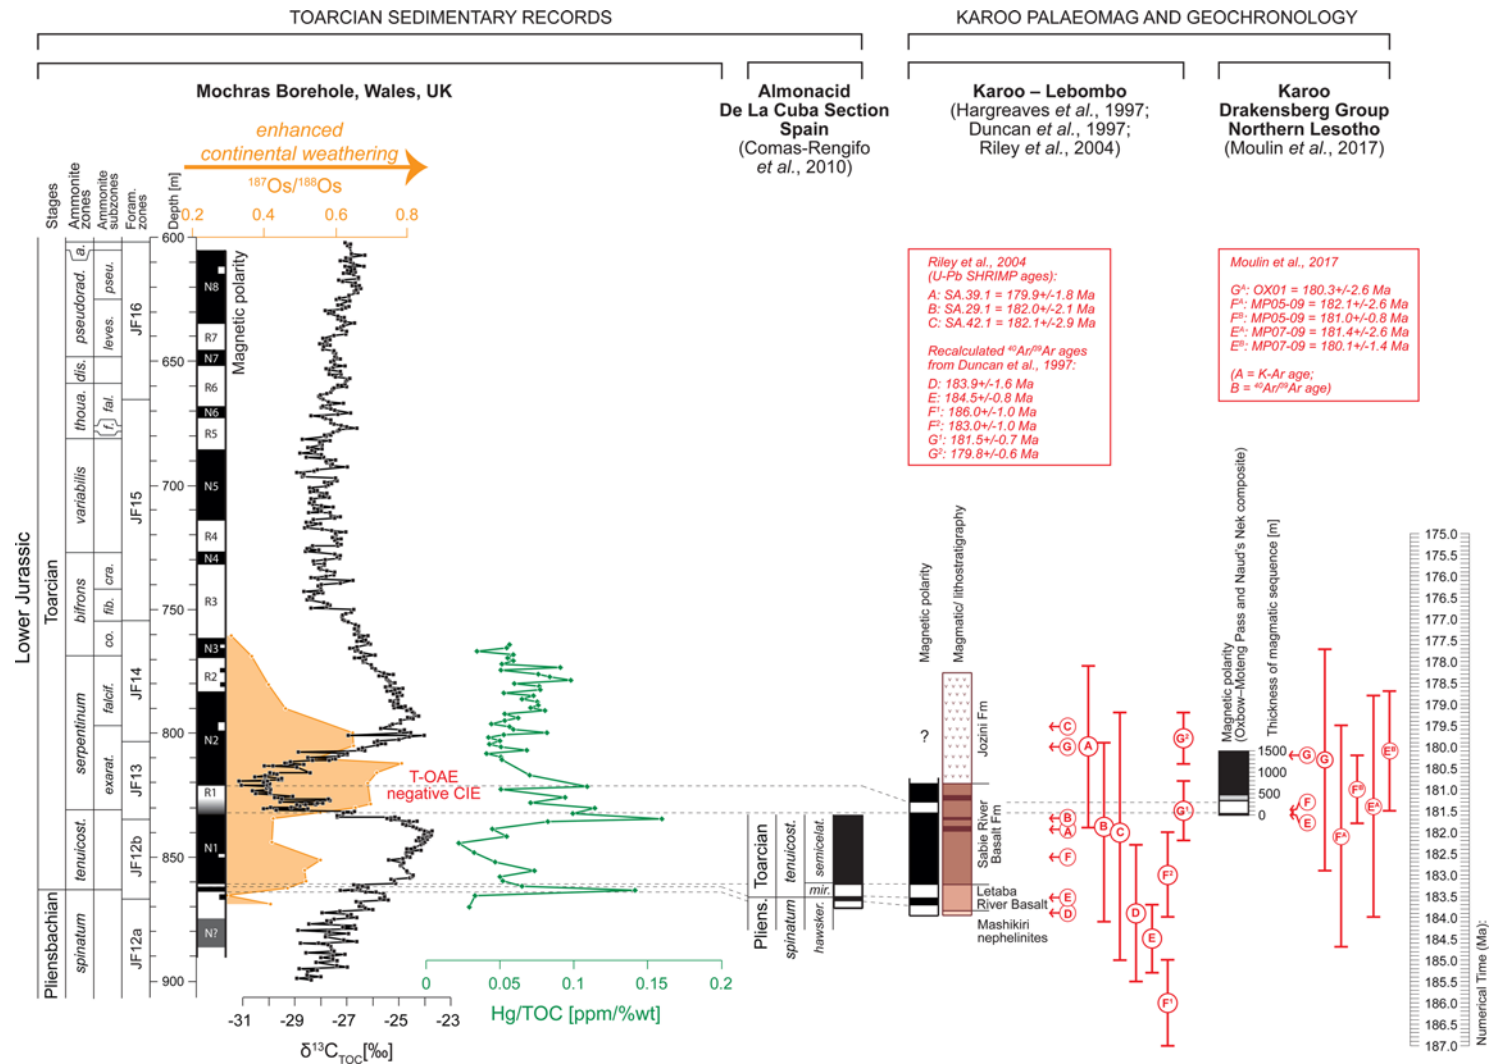 TOARCIAN SEDIMENTARY RECORDS
KAROO PALAEOMAG AND GEOCHRONOLOGY
Mochras Borehole, Wales, UK
Almonacid
De La Cuba Section
Spain
(Comas-Rengifo
et al., 2010)
Karoo – Lebombo
(Hargreaves et al., 1997;
Duncan et al., 1997;
Riley et al., 2004)
Karoo
Drakensberg Group
Northern Lesotho
(Moulin et al., 2017)
enhanced
continental weathering
187Os/188Os
0.2 0.4 0.6 0.8
Stages
Ammonite
zones
Ammonite
subzones
Foram.
zones
Depth [m]
Magnetic polarity
Lower Jurassic
Toarcian
Pliensbachian
a.
pseudorad.
dis.
thoua.
variabilis
bifrons
serpentinum
tenuicost.
spinatum
pseu.
leves.
fal.
f.
cra.
fib.
co.
falcif.
exarat.
JF16
JF15
JF14
JF13
JF12b
JF12a
600
650
700
750
800
850
900
N8
R7
N7
R6
N6
R5
N5
R4
N4
R3
N3
R2
N2
R1
N1
N?
T-OAE
negative CIE
-31 -29 -27 -25 -23
δ13CTOC[‰]
0 0.05 0.1 0.15 0.2
Hg/TOC [ppm/%wt]
Toarcian
Pliens.
tenuicost.
spinatum
semicelat.
mir.
hawsker.
Riley et al., 2004
(U-Pb SHRIMP ages):
A: SA.39.1 = 179.9+/-1.8 Ma
B: SA.29.1 = 182.0+/-2.1 Ma
C: SA.42.1 = 182.1+/-2.9 Ma
Recalculated 40Ar/39Ar ages
from Duncan et al., 1997:
D: 183.9+/-1.6 Ma
E: 184.5+/-0.8 Ma
F1: 186.0+/-1.0 Ma
F2: 183.0+/-1.0 Ma
G1: 181.5+/-0.7 Ma
G2: 179.8+/-0.6 Ma
Moulin et al., 2017
GA: OX01 = 180.3+/-2.6 Ma
FA: MP05-09 = 182.1+/-2.6 Ma
FB: MP05-09 = 181.0+/-0.8 Ma
EA: MP07-09 = 181.4+/-2.6 Ma
EB: MP07-09 = 180.1+/-1.4 Ma
(A = K-Ar age;
B = 40Ar/39Ar age)
Magnetic polarity
Magmatic/ lithostratigraphy
?
Jozini Fm
Sabie River
Basalt Fm
Letaba
River Basalt
Mashikiri
nephelinites
C
G
B
A
F
E
D
A
B
C
D
E
F1
F2
G1
G2
Magnetic polarity
(Oxbow–Moteng Pass and Naud's Nek composite)
Thickness of magmatic sequence [m]
1500
1000
500
0
G
F
E
G
FA
FB
EA
EB
175.0
175.5
176.0
176.5
177.0
177.5
178.0
178.5
179.0
179.5
180.0
180.5
181.0
181.5
182.0
182.5
183.0
183.5
184.0
184.5
185.0
185.5
186.0
186.5
187.0
Numerical Time (Ma):